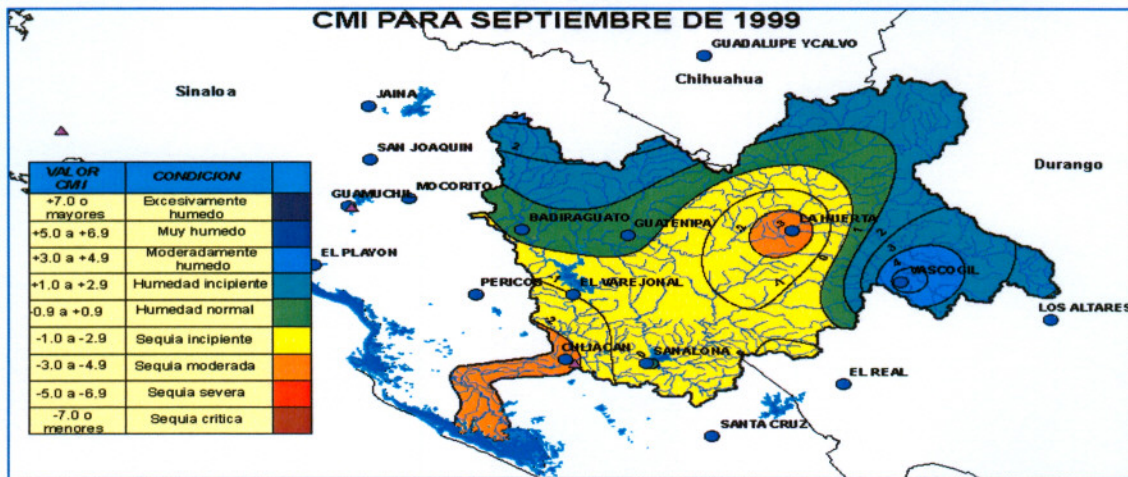 CMI PARA SEPTIEMBRE DE 1999
GUADALUPE YCALVO
Chihuahua
Sinaloa
JAINA
SAN JOAQUIN
Durango
MOCORITO
GUAMUCHIL
BADIRAGUATO
GUATENIPA
LA HUERTA
EL PLAYON
VASCOGIL
PERICOS
EL VAREJONAL
LOS ALTARES
CULIACAN
SANALONA
EL REAL
SANTA CRUZ
VALOR CMI CONDICION
+7.0 o mayores Excesivamente humedo
+5.0 a +6.9 Muy humedo
+3.0 a +4.9 Moderadamente humedo
+1.0 a +2.9 Humedad incipiente
-0.9 a +0.9 Humedad normal
-1.0 a -2.9 Sequia incipiente
-3.0 a -4.9 Sequia moderada
-5.0 a -6.9 Sequia severa
-7.0 o menores Sequia critica